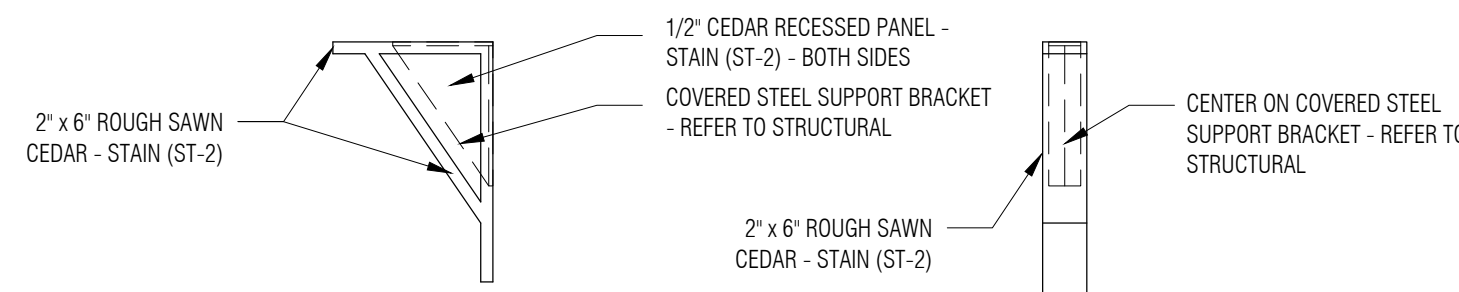 1/2" CEDAR RECESSED PANEL -
STAIN (ST-2) - BOTH SIDES
COVERED STEEL SUPPORT BRACKET
- REFER TO STRUCTURAL
2" x 6" ROUGH SAWN
CEDAR - STAIN (ST-2)
CENTER ON COVERED STEEL
SUPPORT BRACKET - REFER TO
STRUCTURAL
2" x 6" ROUGH SAWN
CEDAR - STAIN (ST-2)